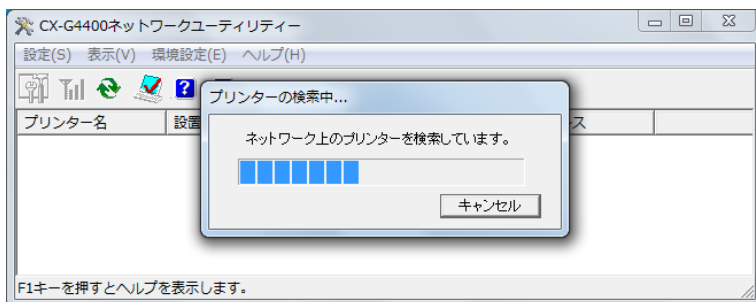 CX-G4400ネットワークユーティリティー
設定(S) 表示(V) 環境設定(E) ヘルプ(H)
プリンターの検索中...
プリンター名 設置 ス
ネットワーク上のプリンターを検索しています。
キャンセル
F1キーを押すとヘルプを表示します。